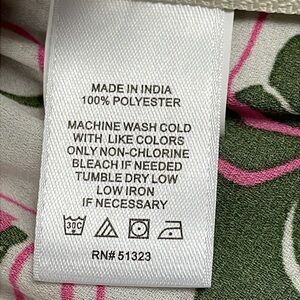 MADE IN INDIA
100% POLYESTER
MACHINE WASH COLD
WITH LIKE COLORS
ONLY NON-CHLORINE
BLEACH IF NEEDED
TUMBLE DRY LOW
LOW IRON
IF NECESSARY
30C
RN# 51323